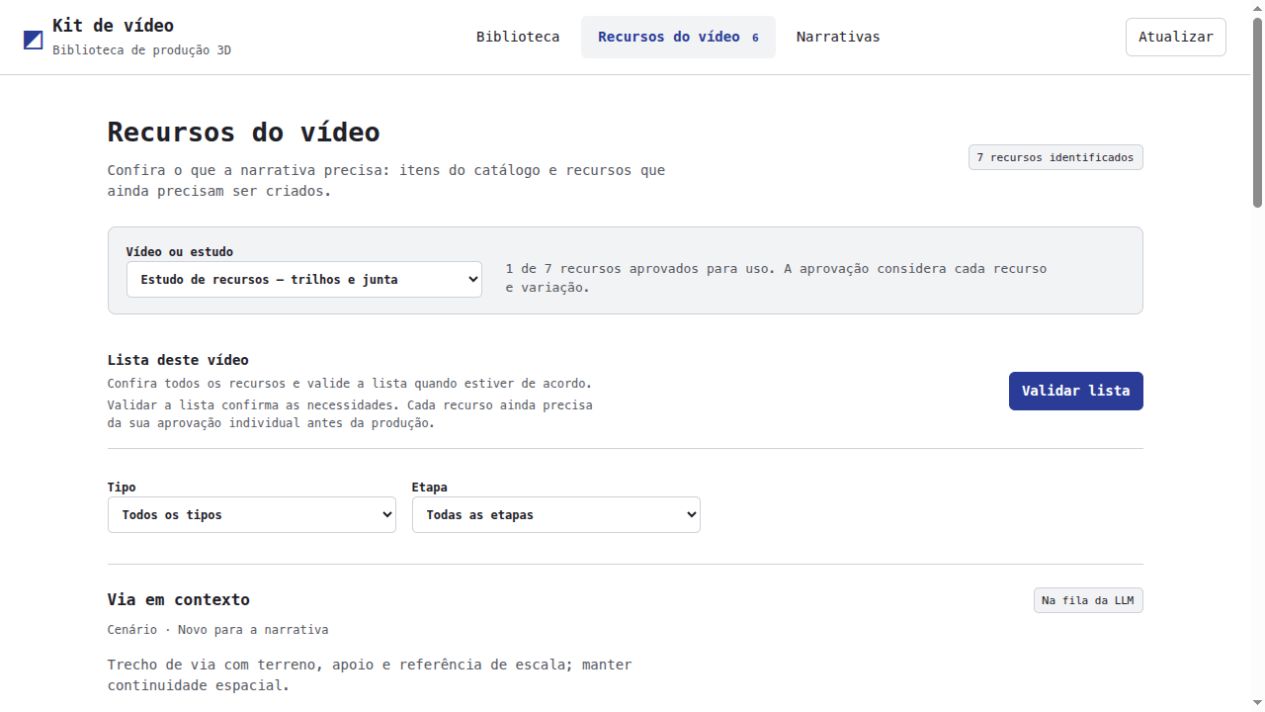 Kit de vídeo
Biblioteca de produção 3D
Biblioteca
Recursos do vídeo 6
Narrativas
Atualizar
Recursos do vídeo
Confira o que a narrativa precisa: itens do catálogo e recursos que
ainda precisam ser criados.
7 recursos identificados
Vídeo ou estudo
Estudo de recursos — trilhos e junta
1 de 7 recursos aprovados para uso. A aprovação considera cada recurso
e variação.
Lista deste vídeo
Confira todos os recursos e valide a lista quando estiver de acordo.
Validar a lista confirma as necessidades. Cada recurso ainda precisa
da sua aprovação individual antes da produção.
Validar lista
Tipo
Todos os tipos
Etapa
Todas as etapas
Via em contexto
Na fila da LLM
Cenário · Novo para a narrativa
Trecho de via com terreno, apoio e referência de escala; manter
continuidade espacial.